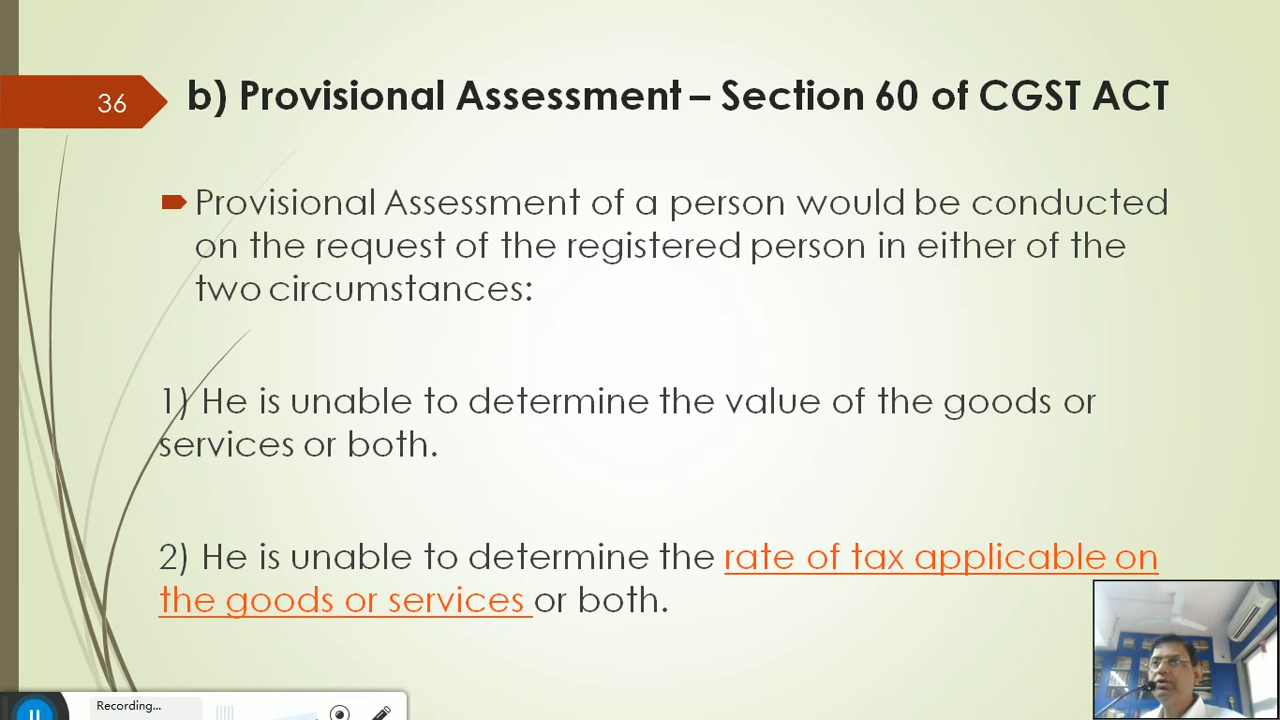 36
b) Provisional Assessment – Section 60 of CGST ACT
Provisional Assessment of a person would be conducted
on the request of the registered person in either of the
two circumstances:
1) He is unable to determine the value of the goods or
services or both.
2) He is unable to determine the rate of tax applicable on
the goods or services or both.
Recording...